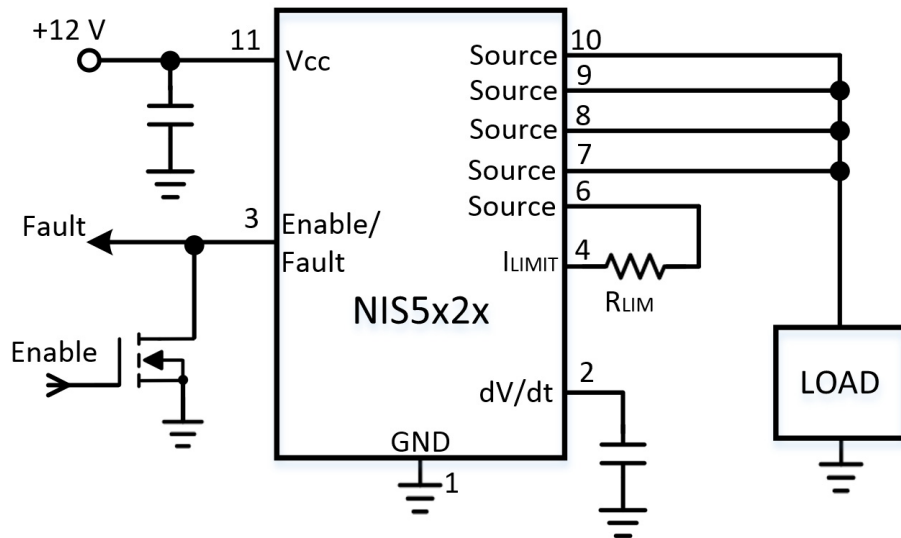 +12 V
11
Vcc
Source
10
Source
9
Source
8
Source
7
Source
6
Fault
3
Enable/
Fault
ILIMIT
4
RLIM
NIS5x2x
Enable
dV/dt
2
LOAD
GND
1